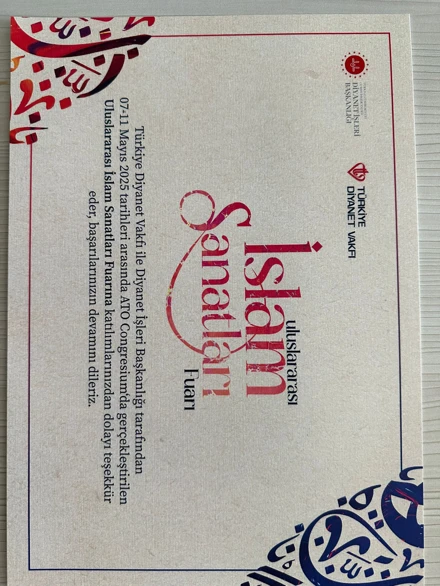 DİYANET İŞLERİ
BAŞKANLIĞI
TÜRKİYE
DİYANET VAKFI
uluslararası
İslam
Sanatları
Fuarı
Türkiye Diyanet Vakfı ile Diyanet İşleri Başkanlığı tarafından
07-11 Mayıs 2025 tarihleri arasında ATO Congresium'da gerçekleştirilen
Uluslararası İslam Sanatları Fuarına katılımlarınızdan dolayı teşekkür
eder, başarılarınızın devamını dileriz.